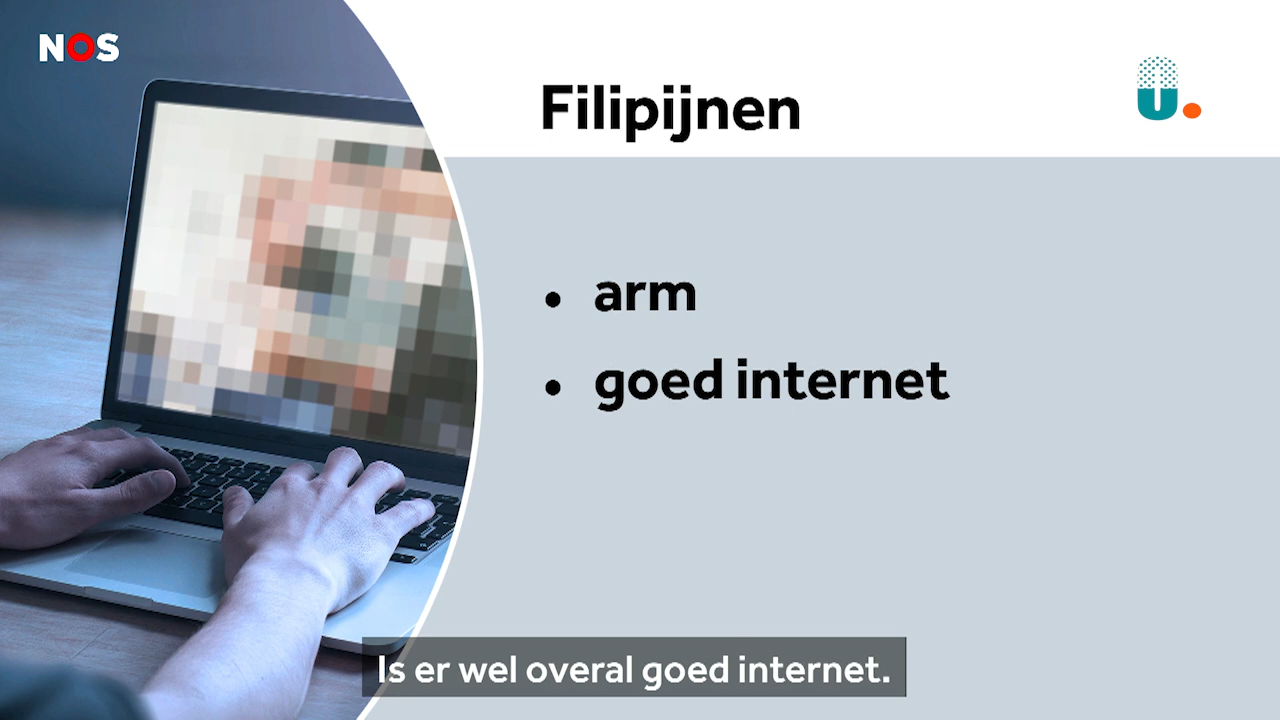 NOS
Filipijnen
U.
• arm
• goed internet
Is er wel overal goed internet.